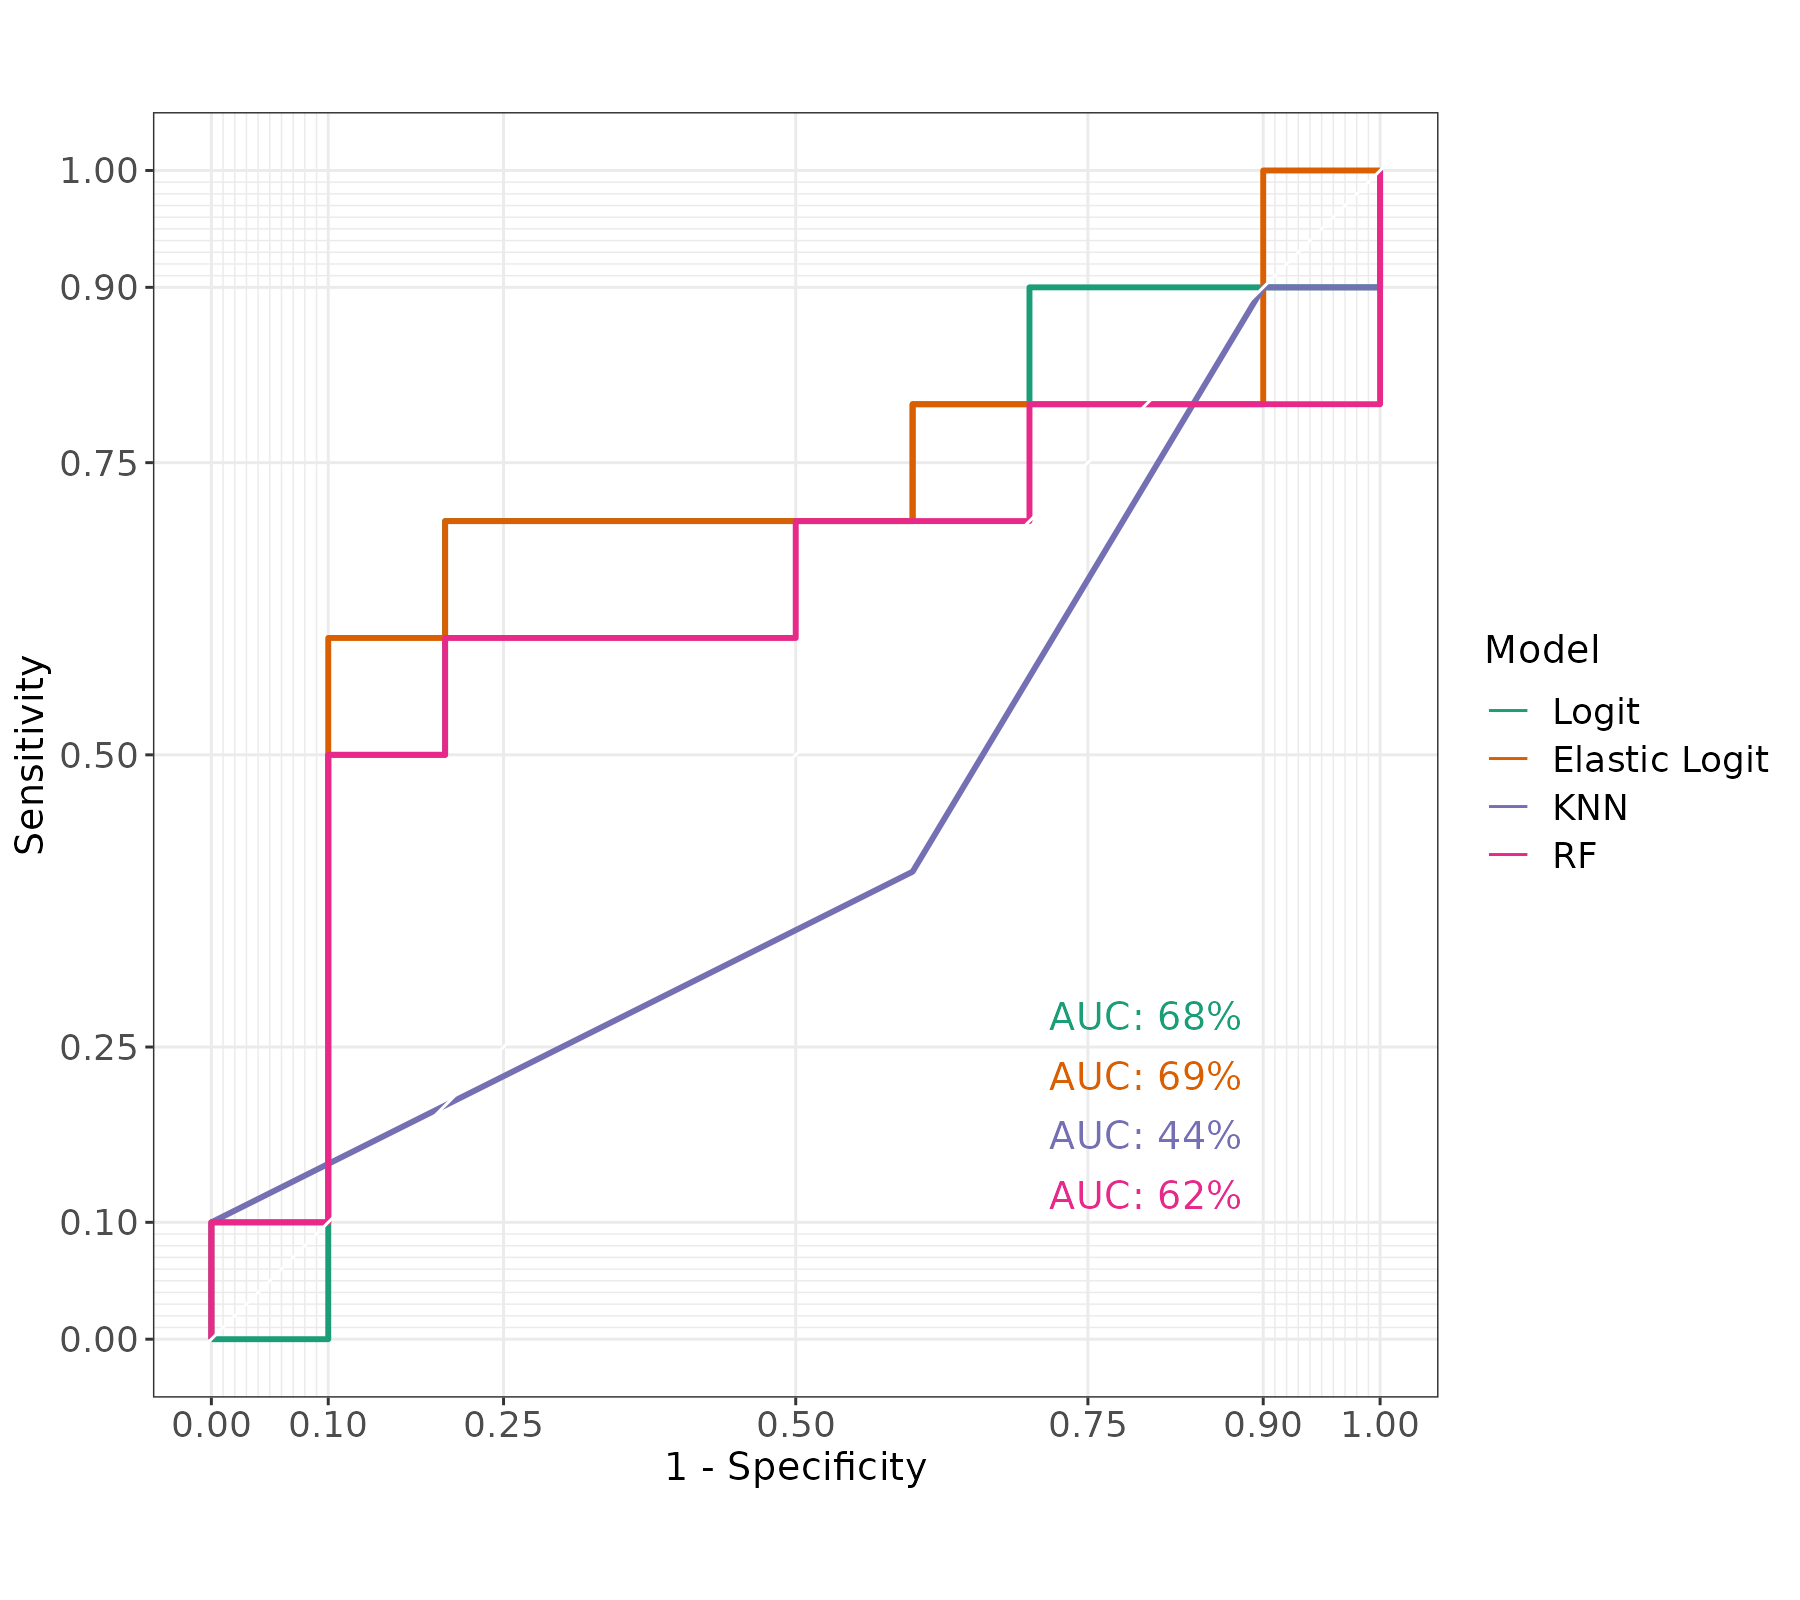 1.00
0.90
0.75
0.50
0.25
0.10
0.00
Sensitivity
AUC: 68%
AUC: 69%
AUC: 44%
AUC: 62%
0.00 0.10 0.25 0.50 0.75 0.90 1.00
1 - Specificity
Model
Logit
Elastic Logit
KNN
RF